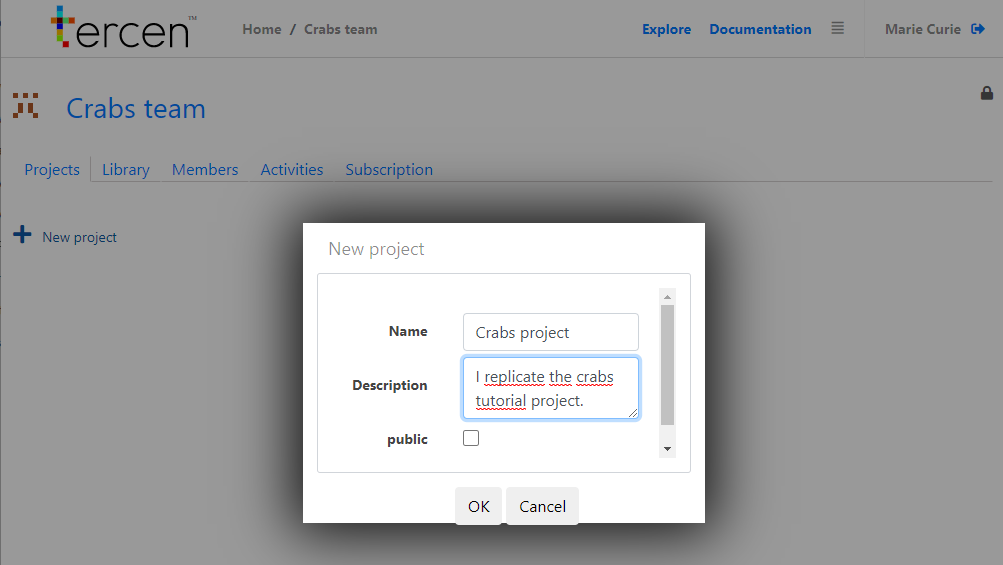 tercen™
Home / Crabs team
Explore Documentation
Marie Curie
Crabs team
Projects Library Members Activities Subscription
New project
New project
Name
Crabs project
Description
I replicate the crabs
tutorial project.
public
OK Cancel